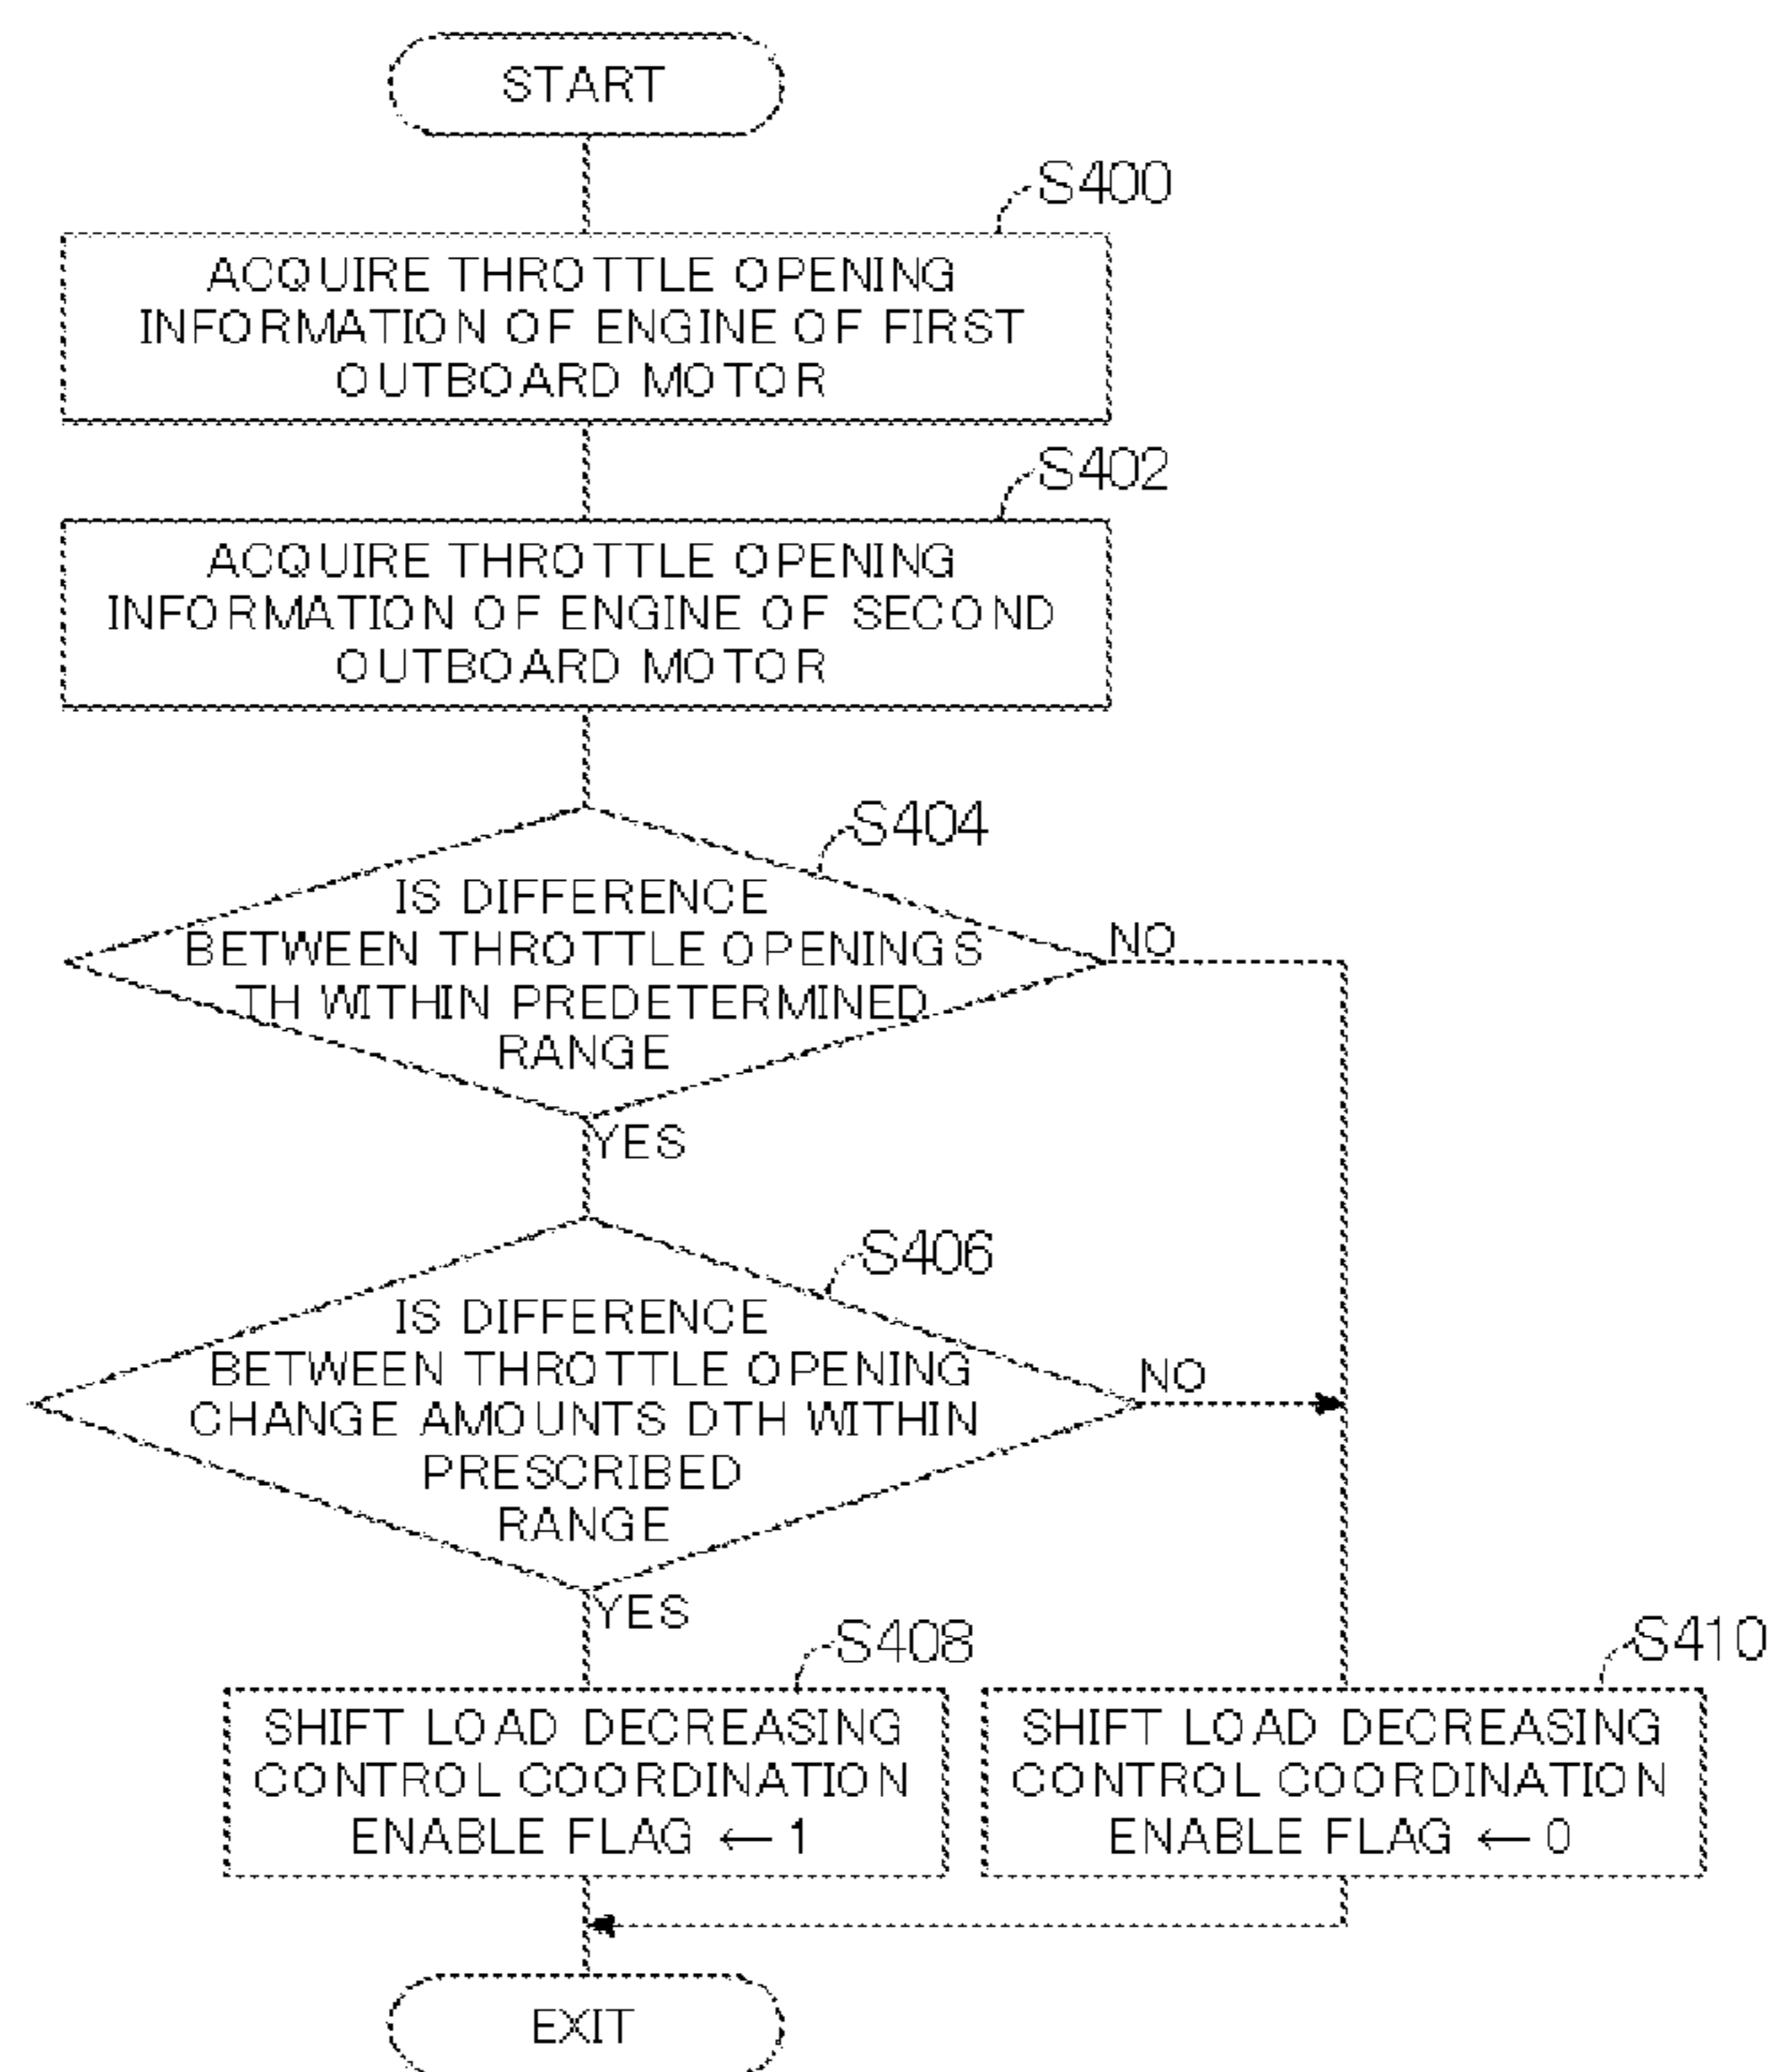 START
S400
ACQUIRE THROTTLE OPENING
INFORMATION OF ENGINE OF FIRST
OUTBOARD MOTOR
S402
ACQUIRE THROTTLE OPENING
INFORMATION OF ENGINE OF SECOND
OUTBOARD MOTOR
S404
IS DIFFERENCE
BETWEEN THROTTLE OPENINGS
TH WITHIN PREDETERMINED
RANGE
NO
YES
S406
IS DIFFERENCE
BETWEEN THROTTLE OPENING
CHANGE AMOUNTS DTH WITHIN
PRESCRIBED
RANGE
NO
YES
S408
SHIFT LOAD DECREASING
CONTROL COORDINATION
ENABLE FLAG ← 1
S410
SHIFT LOAD DECREASING
CONTROL COORDINATION
ENABLE FLAG ← 0
EXIT